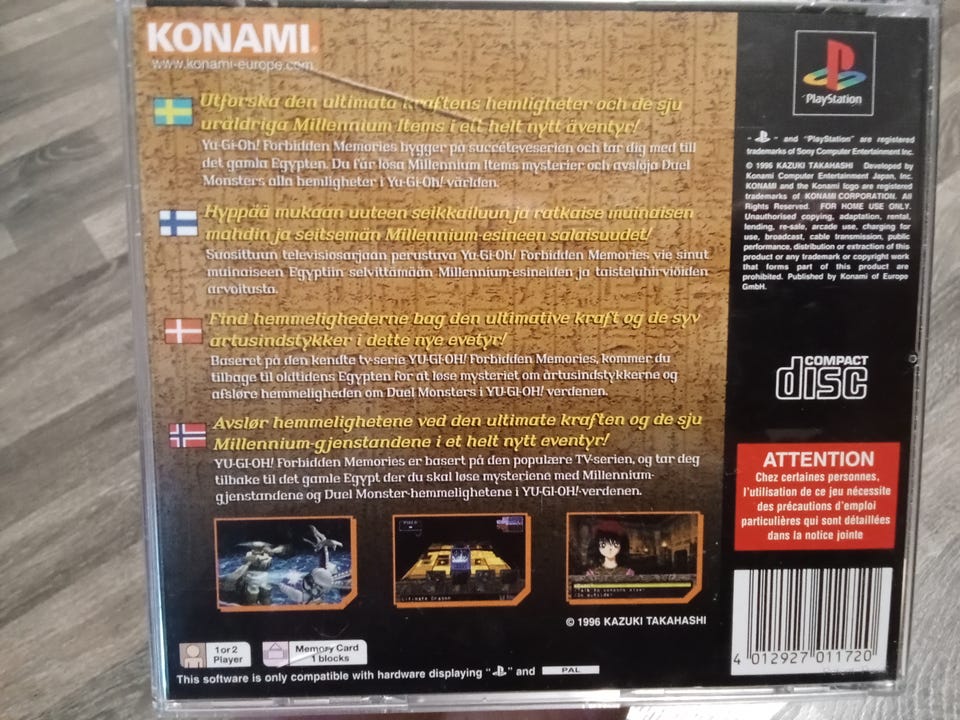 KONAMI
www.konami-europe.com
Utforska den ultimata kraftens hemligheter och de sju
uråldriga Millennium Items i ett helt nytt äventyr!
Yu-Gi-Oh! Forbidden Memories bygger på succéteveserien och tar dig med till
det gamla Egypten. Du får lösa Millennium Items mysterier och avslöja Duel
Monsters alla hemligheter i Yu-Gi-Oh! världen.
Hyppää mukaan uuteen seikkailuun ja ratkaise muinaisen
mahdin ja seitsemän Millennium-esineen salaisuudet!
Suosittuun televisiosarjaan perustuva Yu-Gi-Oh! Forbidden Memories vie sinut
muinaiseen Egyptiin selvittämään Millennium-esineiden ja taisteluhirviöiden
arvoitusta.
Find hemmelighederne bag den ultimative kraft og de syv
artusindstykker i dette nye evetyr!
Baseret på den kendte tv-serie YU-GI-OH! Forbidden Memories, kommer du
tilbage til oldtidens Egypten for at løse mysteriet om årtusindstykkerne og
afsløre hemmeligheden om Duel Monsters i YU-GI-OH! verdenen.
Avslør hemmelighetene ved den ultimate kraften og de sju
Millennium-gjenstandene i et helt nytt eventyr!
YU-GI-OH! Forbidden Memories er basert på den populære TV-serien, og tar deg
tilbake til det gamle Egypt der du skal løse mysteriene med Millennium-
gjenstandene og Duel Monster-hemmelighetene i YU-GI-OH!-verdenen.
Ultimate Dragon
Talk to someone else?
Go outside?
© 1996 KAZUKI TAKAHASHI
1 or 2
Player
Memory Card
1 blocks
This software is only compatible with hardware displaying " " and PAL
PlayStation
" " and "PlayStation" are registered
trademarks of Sony Computer Entertainment Inc.
© 1996 KAZUKI TAKAHASHI Developed by
Konami Computer Entertainment Japan, Inc.
KONAMI and the Konami logo are registered
trademarks of KONAMI CORPORATION. All
Rights Reserved. FOR HOME USE ONLY.
Unauthorised copying, adaptation, rental,
lending, re-sale, arcade use, charging for
use, broadcast, cable transmission, public
performance, distribution or extraction of this
product or any trademark or copyright work
that forms part of this product are
prohibited. Published by Konami of Europe
GmbH.
COMPACT
disc
ATTENTION
Chez certaines personnes,
l'utilisation de ce jeu nécessite
des précautions d'emploi
particulières qui sont détaillées
dans la notice jointe
4 012927 011720